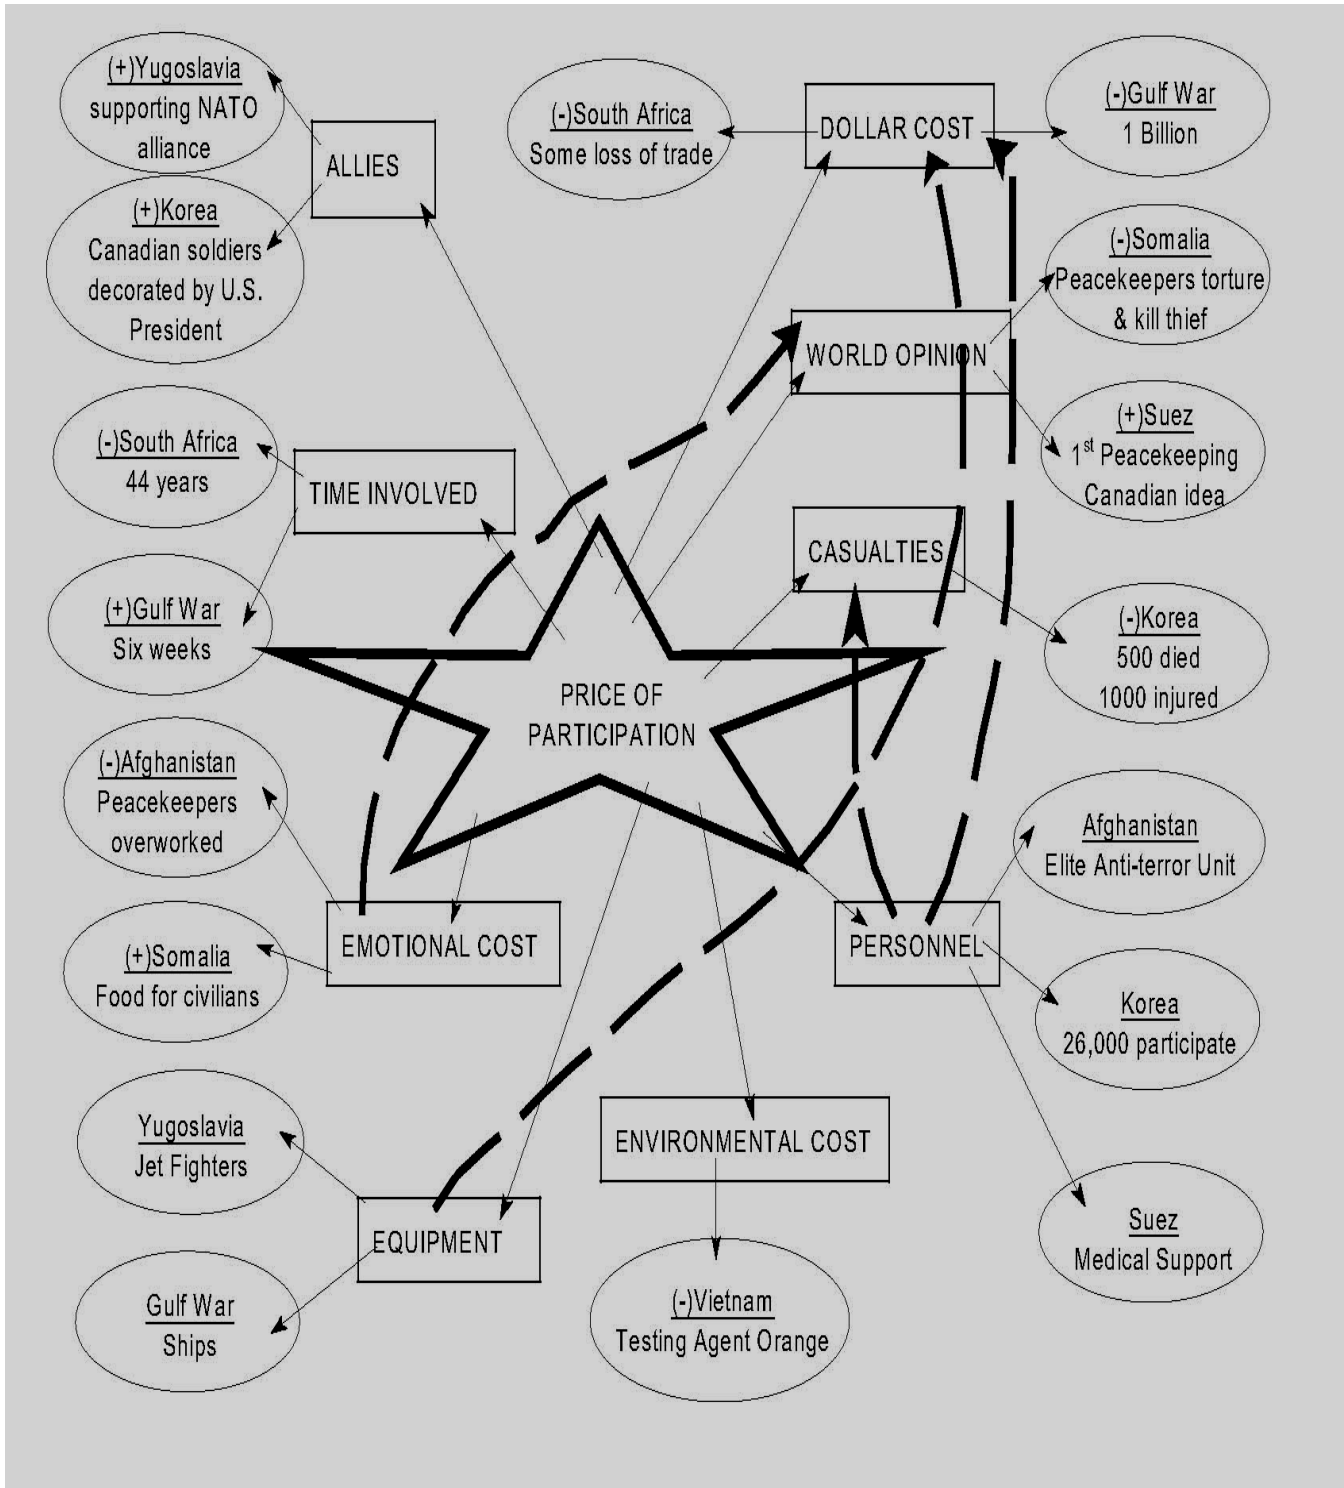 (+)Yugoslavia
supporting NATO
alliance
ALLIES
(+)Korea
Canadian soldiers
decorated by U.S.
President
(-)South Africa
Some loss of trade
DOLLAR COST
(-)Gulf War
1 Billion
(-)Somalia
Peacekeepers torture
& kill thief
WORLD OPINION
(+)Suez
1st Peacekeeping
Canadian idea
(-)South Africa
44 years
TIME INVOLVED
(+)Gulf War
Six weeks
CASUALTIES
(-)Korea
500 died
1000 injured
PRICE OF
PARTICIPATION
(-)Afghanistan
Peacekeepers
overworked
EMOTIONAL COST
(+)Somalia
Food for civilians
Afghanistan
Elite Anti-terror Unit
PERSONNEL
Korea
26,000 participate
Suez
Medical Support
Yugoslavia
Jet Fighters
EQUIPMENT
Gulf War
Ships
ENVIRONMENTAL COST
(-)Vietnam
Testing Agent Orange